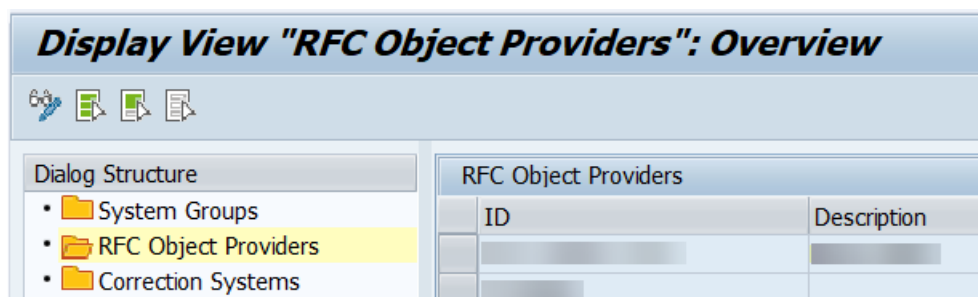 Display View "RFC Object Providers": Overview
Dialog Structure
System Groups
RFC Object Providers
Correction Systems
RFC Object Providers
ID Description